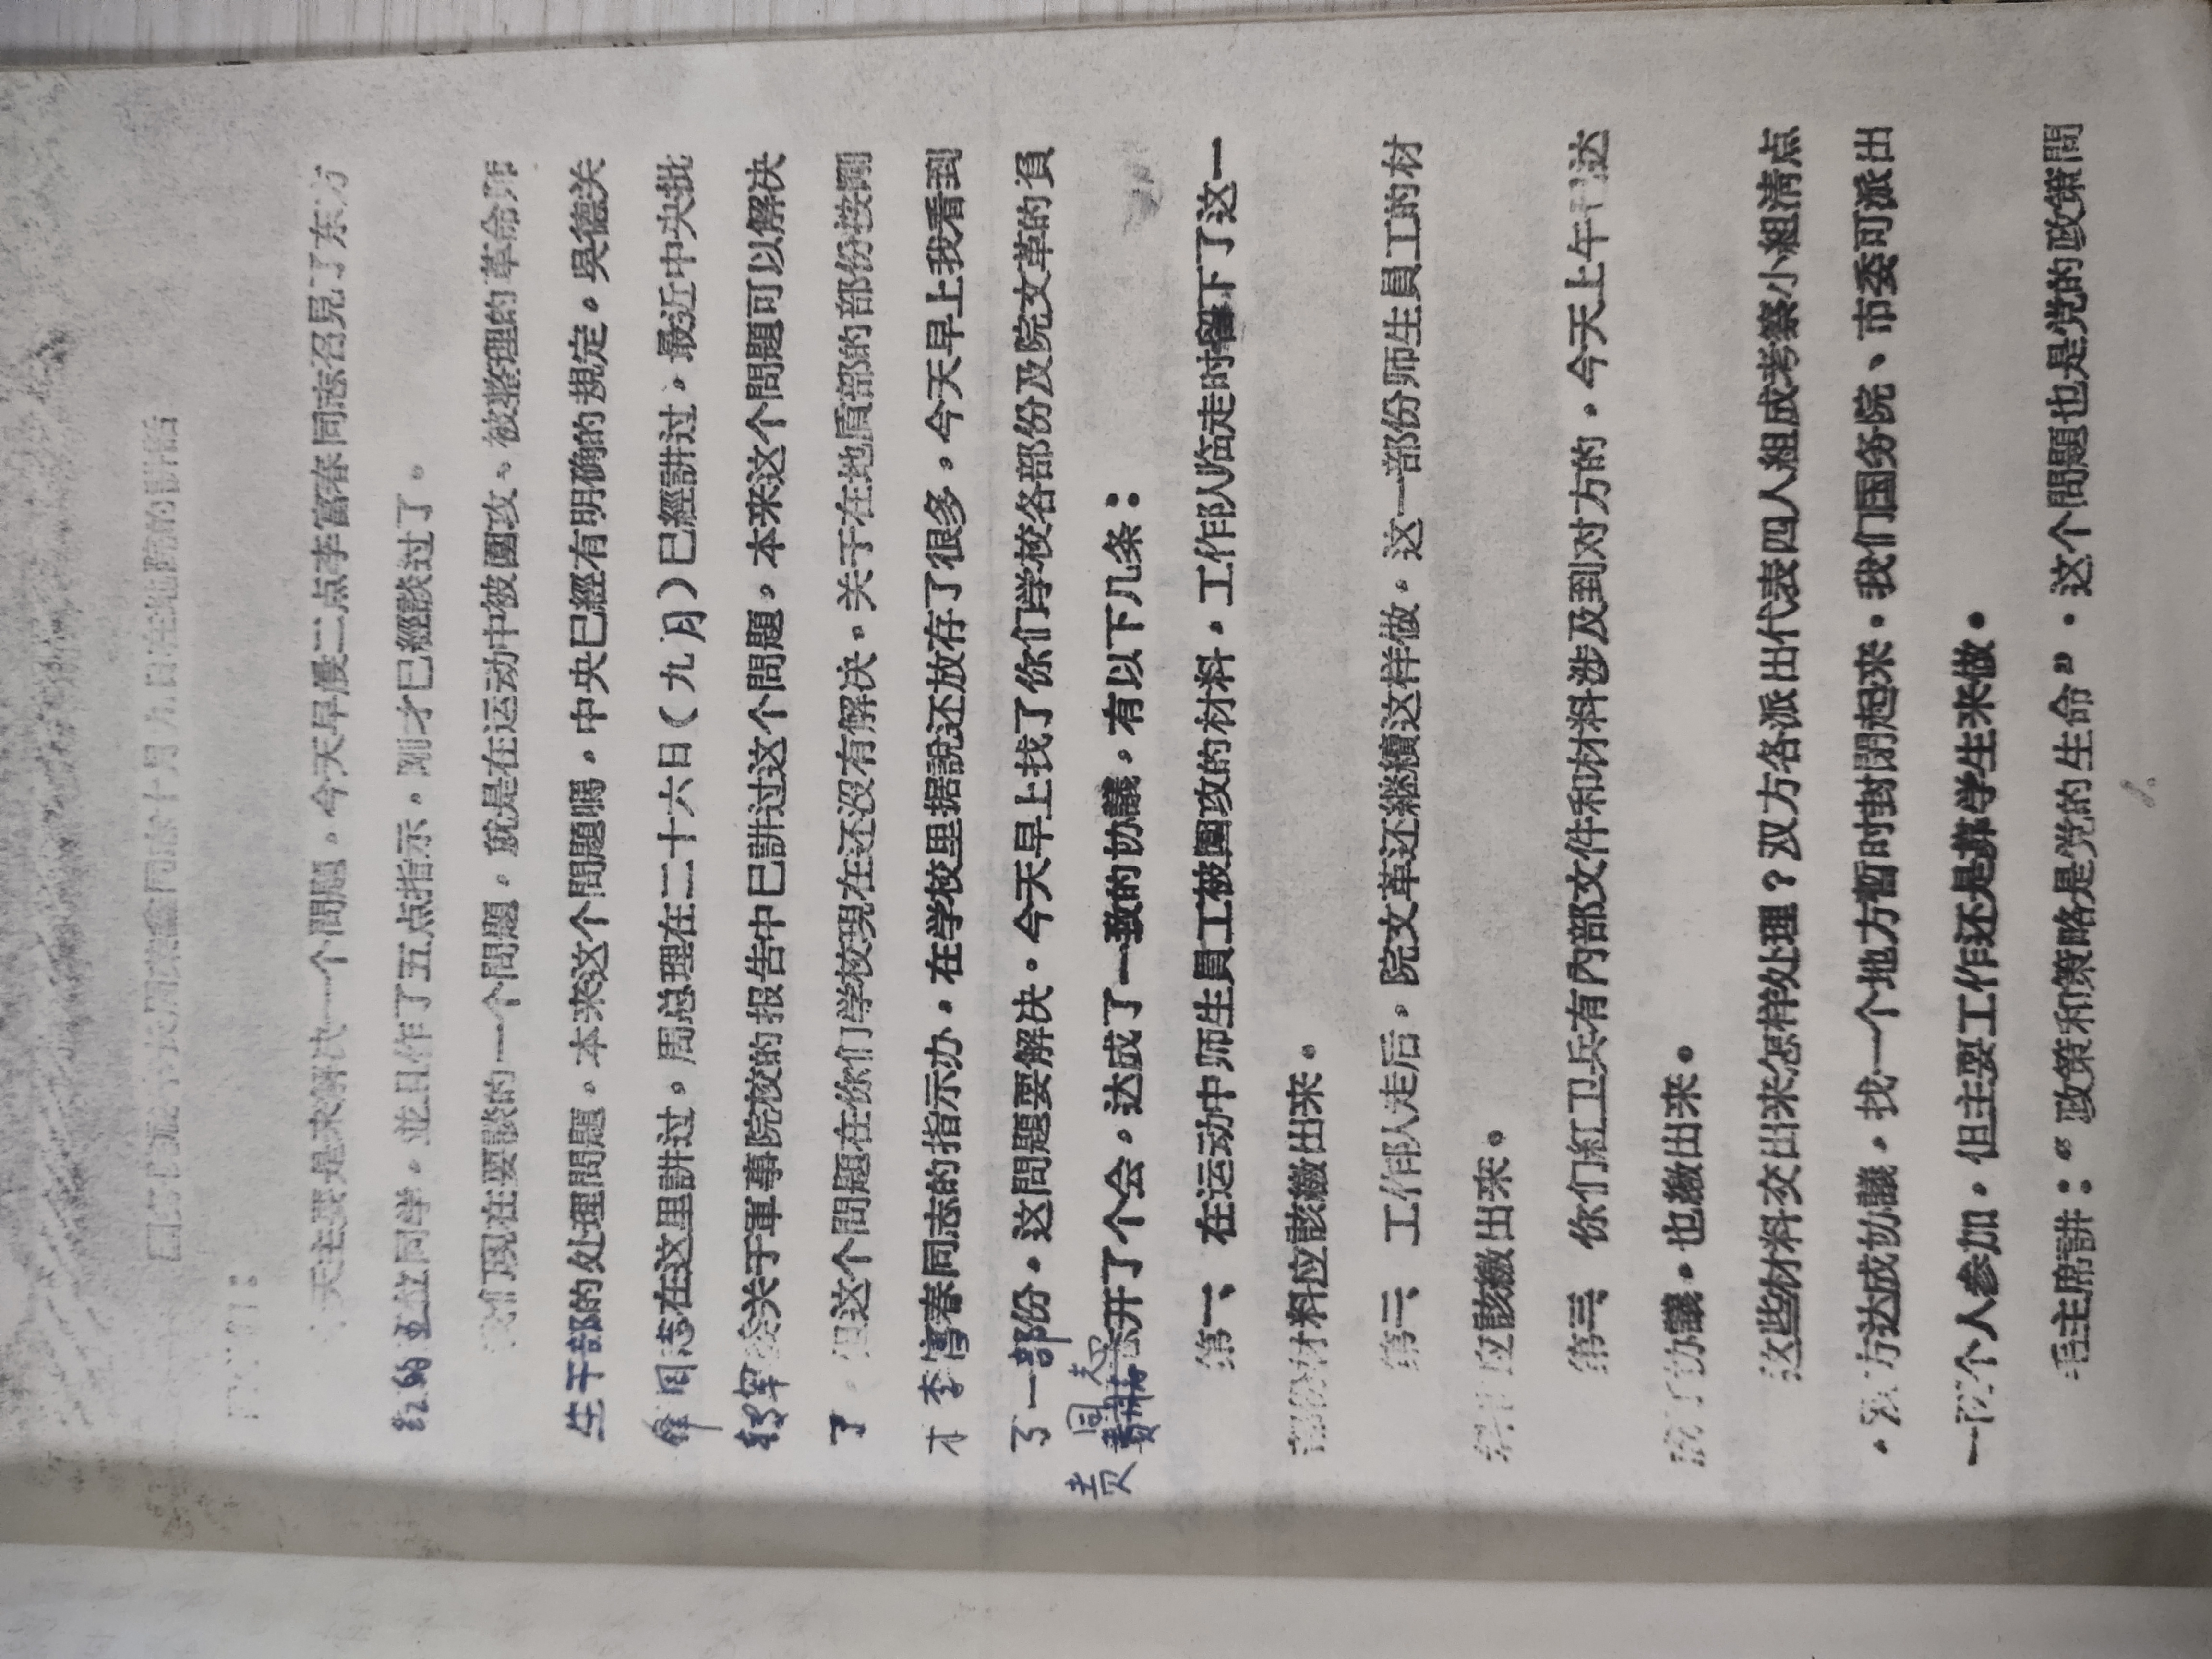 国务院秘书长周荣鑫同志十月九日在地院的讲話
同学们：
今天主要是来解决一个問題。今天早晨二点李富春同志召見了东方
红的五位同学。並且作了五点指示。刚才已經談过了。
我们現在要談的一个問題。就是在运动中被圍攻、被整理的革命师
生干部的处理問題。本来这个問題嗎。中央已經有明确的規定。吳德关
锋同志在这里講过。周总理在二十六日（九月）已經講过。最近中央批
转军委关于軍事院校的报告中已講过这个問題。本来这个問題可以解决
了。但这个問題在你们学校現在还沒有解决。关于在地質部的部份按刚
才李富春同志的指示办。在学校里据說还放存了很多。今天早上我看到
了一部份。这問題要解决。今天早上找了你们学校各部份及院文革的負
责同志开了个会。达成了一致的协議。有以下几条：
第一、在运动中师生員工被圍攻的材料。工作队临走时留下了这一
部份材料应該繳出来。
第二、工作队走后。院文革还継續这样做。这一部份师生員工的材
料也应該繳出来。
第三、你们紅卫兵有內部文件和材料涉及到对方的。今天上午已达
成了协議。也繳出来。
这些材料交出来怎样处理？双方各派出代表四人組成考察小組清点
。双方达成协議。找一个地方暫时封閉起来。我们国务院、市委可派出
一两个人参加。但主要工作还是靠学生来做。
毛主席講：“政策和策略是党的生命”。这个問題也是党的政策問
1.